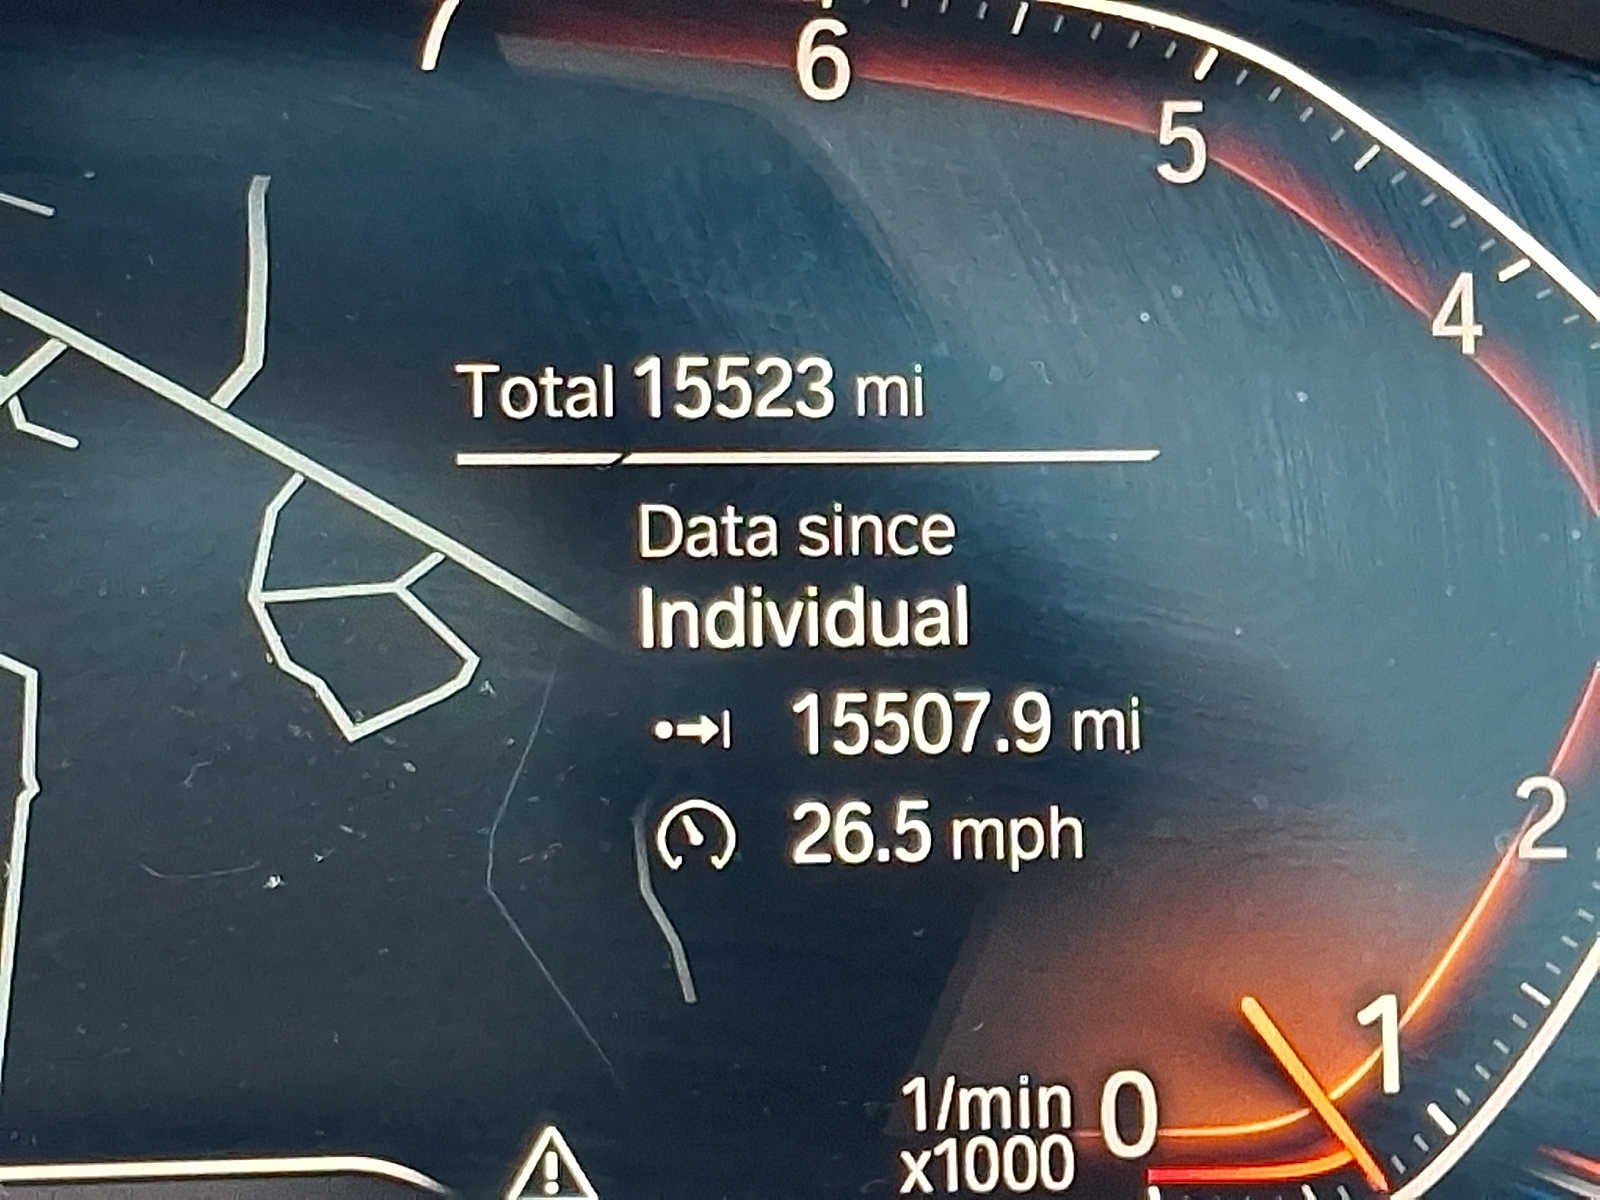 7
6
5
4
Total 15523 mi
Data since
Individual
15507.9 mi
26.5 mph
2
1
1/min 0
x1000